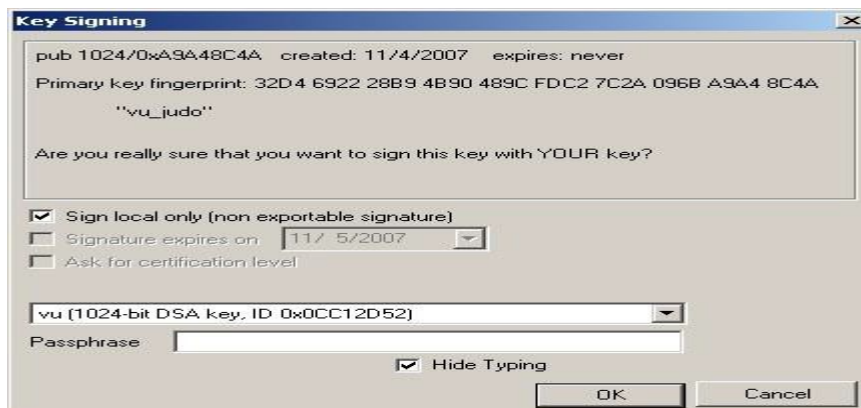 Key Signing
pub 1024/0xA9A48C4A created: 11/4/2007 expires: never
Primary key fingerprint: 32D4 6922 28B9 4B90 489C FDC2 7C2A 096B A9A4 8C4A
"vu_judo"
Are you really sure that you want to sign this key with YOUR key?
Sign local only (non exportable signature)
Signature expires on 11/ 5/2007
Ask for certification level
vu (1024-bit DSA key, ID 0x0CC12D52)
Passphrase
Hide Typing
OK Cancel